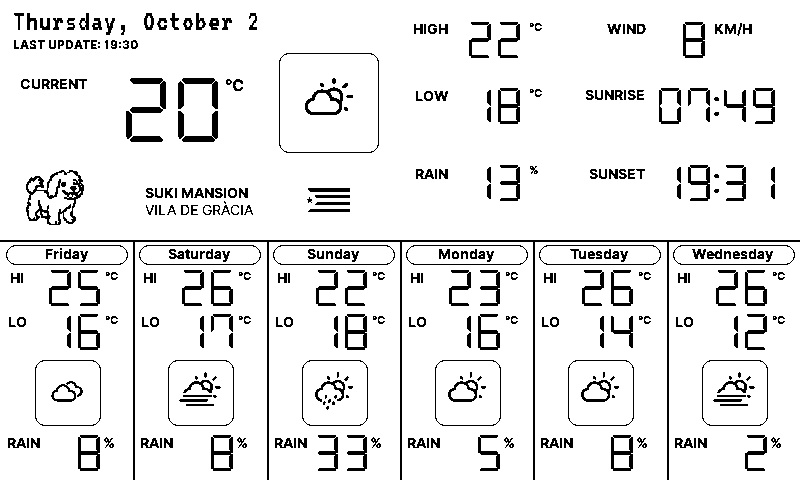 Thursday, October 2
LAST UPDATE: 19:30
CURRENT 20 °C
HIGH 22 °C
LOW 18 °C
RAIN 13 %
WIND 8 KM/H
SUNRISE 07:49
SUNSET 19:31
SUKI MANSION
VILA DE GRÀCIA
Friday
HI 25 °C
LO 16 °C
RAIN 8 %
Saturday
HI 26 °C
LO 17 °C
RAIN 8 %
Sunday
HI 22 °C
LO 18 °C
RAIN 33 %
Monday
HI 23 °C
LO 16 °C
RAIN 5 %
Tuesday
HI 26 °C
LO 14 °C
RAIN 8 %
Wednesday
HI 26 °C
LO 12 °C
RAIN 2 %